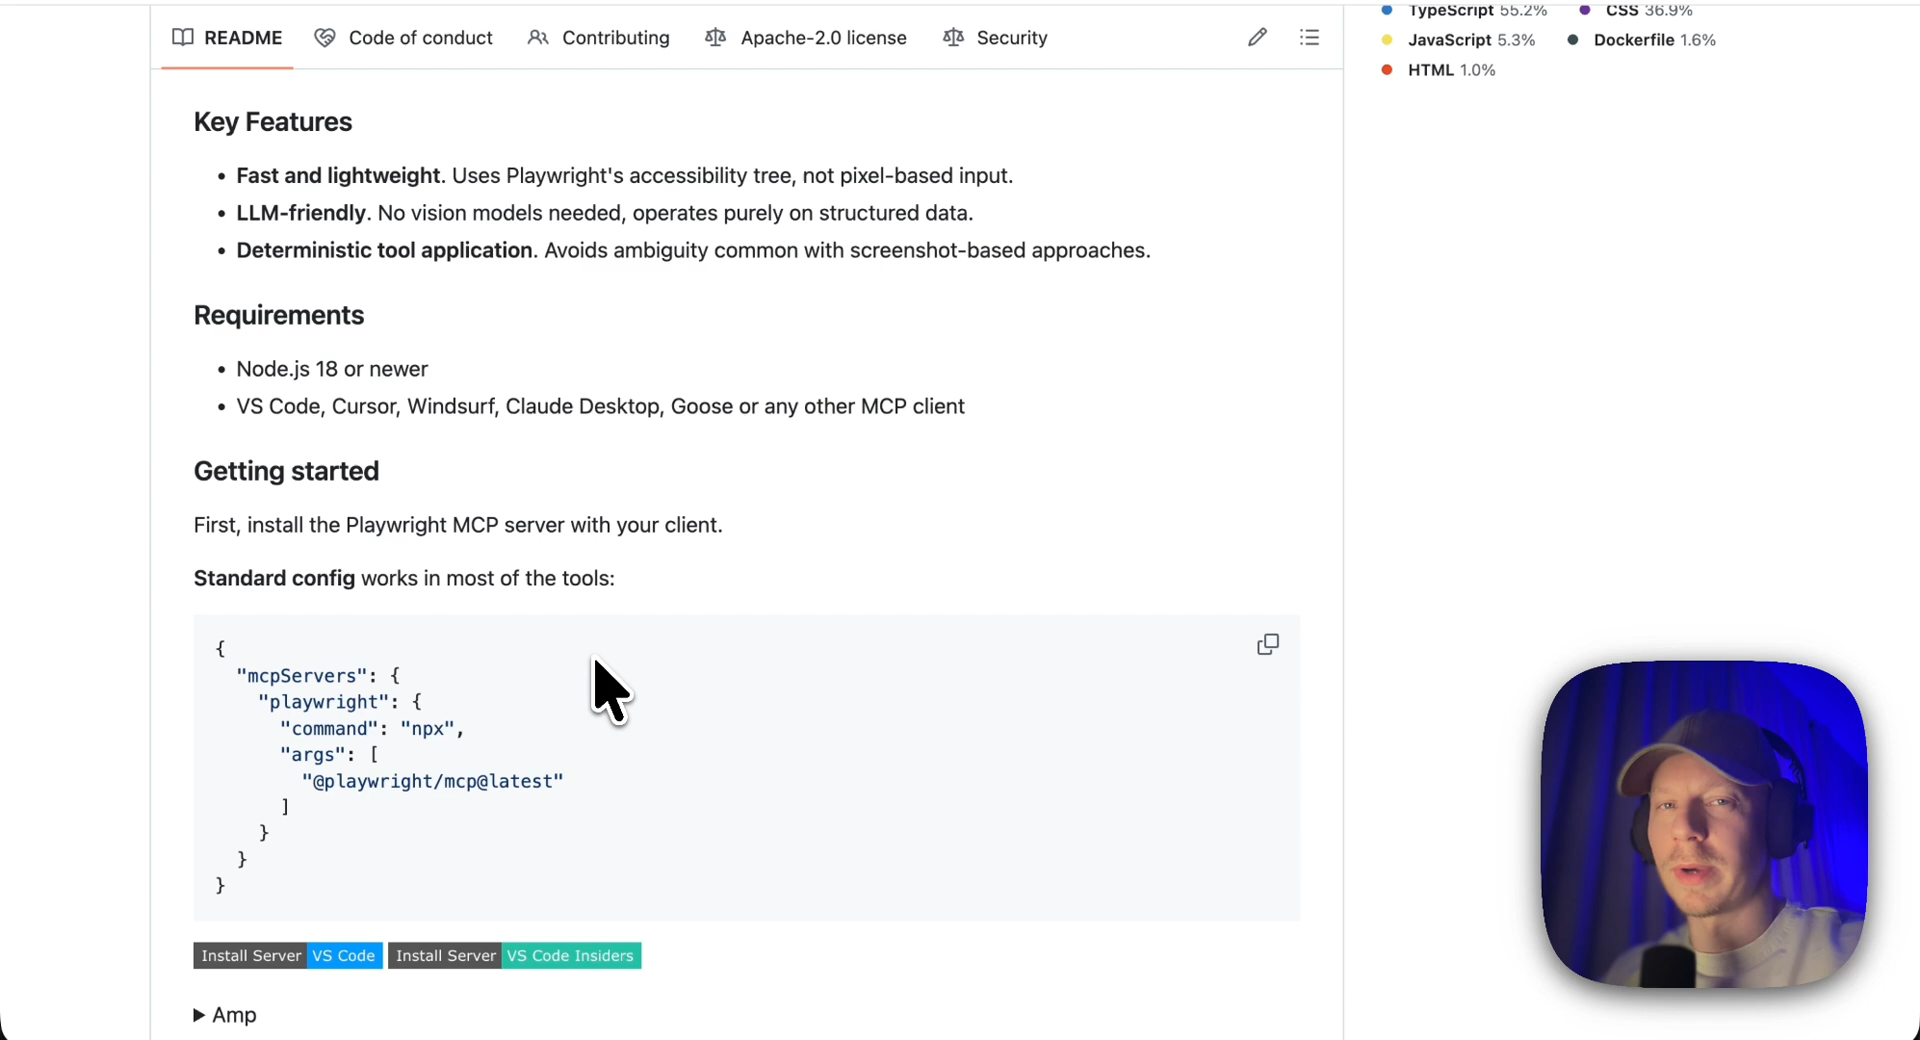 README
Code of conduct
Contributing
Apache-2.0 license
Security
TypeScript 55.2%
CSS 36.9%
JavaScript 5.3%
Dockerfile 1.6%
HTML 1.0%
Key Features
• Fast and lightweight. Uses Playwright's accessibility tree, not pixel-based input.
• LLM-friendly. No vision models needed, operates purely on structured data.
• Deterministic tool application. Avoids ambiguity common with screenshot-based approaches.
Requirements
• Node.js 18 or newer
• VS Code, Cursor, Windsurf, Claude Desktop, Goose or any other MCP client
Getting started
First, install the Playwright MCP server with your client.
Standard config works in most of the tools:
{
"mcpServers": {
"playwright": {
"command": "npx",
"args": [
"@playwright/mcp@latest"
]
}
}
}
Install Server VS Code Install Server VS Code Insiders
Amp